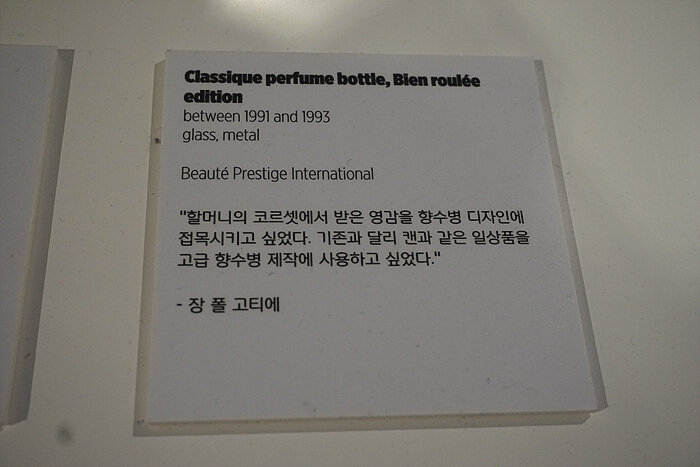 Classique perfume bottle, Bien roulée
edition
between 1991 and 1993
glass, metal
Beauté Prestige International
"할머니의 코르셋에서 받은 영감을 향수병 디자인에
접목시키고 싶었다. 기존과 달리 캔과 같은 일상품을
고급 향수병 제작에 사용하고 싶었다."
- 장 폴 고티에